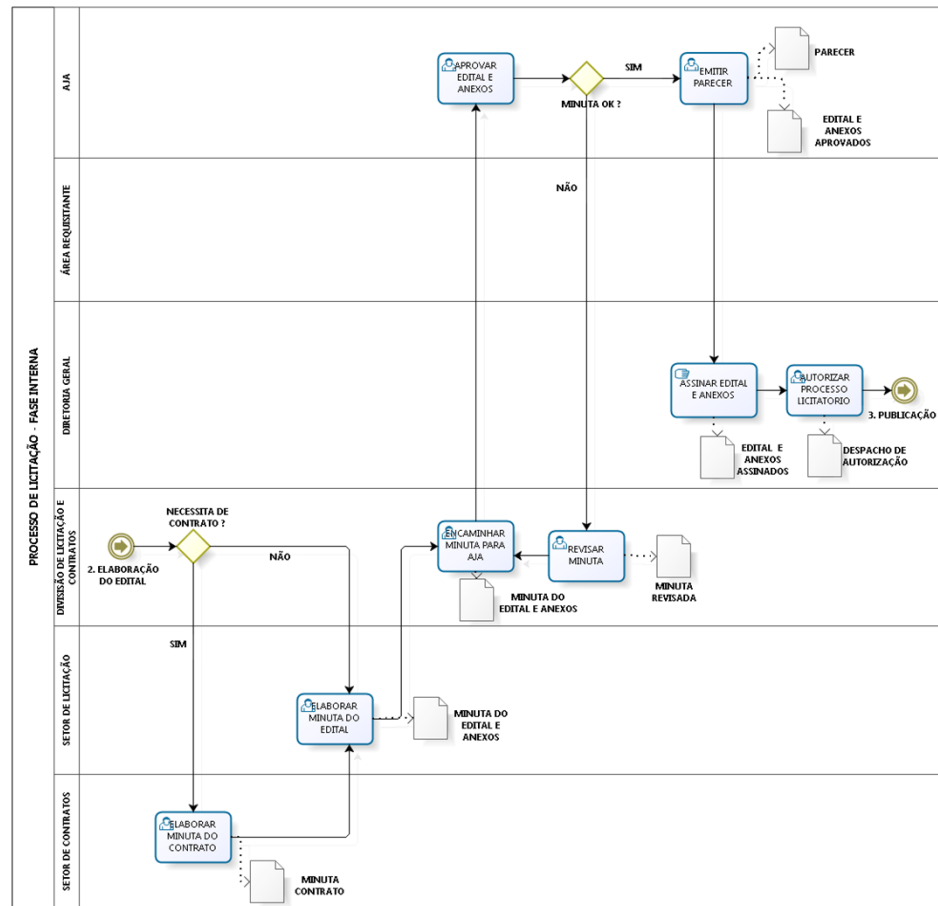 PROCESSO DE LICITAÇÃO - FASE INTERNA
AJA
APROVAR
EDITAL E
ANEXOS
MINUTA OK ?
SIM
EMITIR
PARECER
PARECER
EDITAL E
ANEXOS
APROVADOS
NÃO
ÁREA REQUISITANTE
DIRETORIA GERAL
ASSINAR EDITAL
E ANEXOS
AUTORIZAR
PROCESSO
LICITATORIO
3. PUBLICAÇÃO
EDITAL E
ANEXOS
ASSINADOS
DESPACHO DE
AUTORIZAÇÃO
DIVISISÃO DE LICITAÇÃO E
CONTRATOS
NECESSITA DE
CONTRATO ?
2. ELABORAÇÃO
DO EDITAL
NÃO
SIM
ENCAMINHAR
MINUTA PARA
AJA
REVISAR
MINUTA
MINUTA DO
EDITAL E ANEXOS
MINUTA
REVISADA
SETOR DE LICITAÇÃO
ELABORAR
MINUTA DO
EDITAL
MINUTA DO
EDITAL E
ANEXOS
SETOR DE CONTRATOS
ELABORAR
MINUTA DO
CONTRATO
MINUTA
CONTRATO